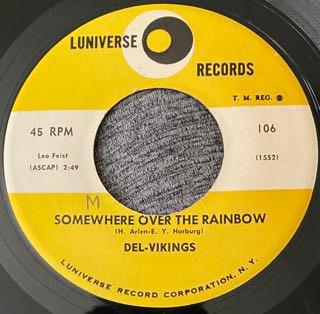 LUNIVERSE
RECORDS
T. M. REG. ®
45 RPM
106
Leo Feist
(ASCAP) 2:49
(1552)
M
SOMEWHERE OVER THE RAINBOW
(H. Arlen-E. Y. Harburg)
DEL-VIKINGS
LUNIVERSE RECORD CORPORATION, N. Y.